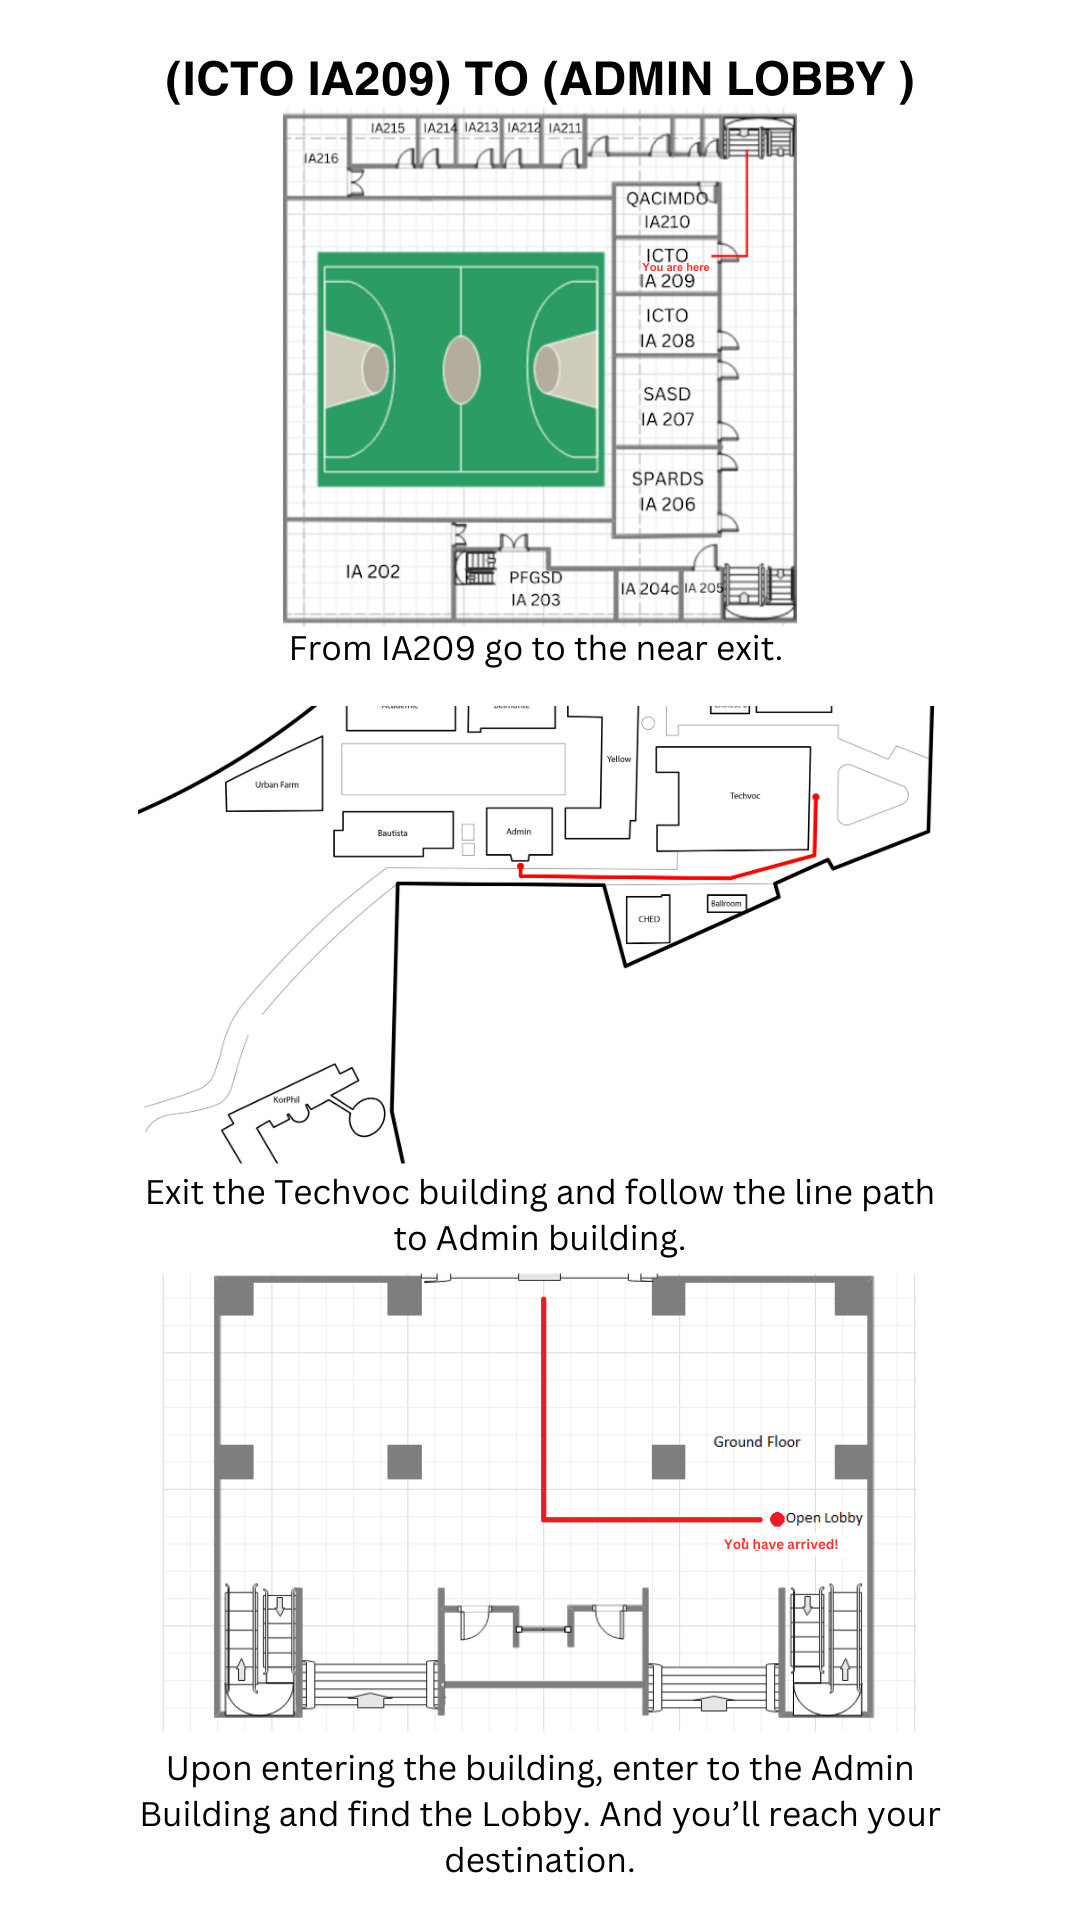 (ICTO IA209) TO (ADMIN LOBBY )
IA215
IA214
IA213
IA212
IA211
IA216
QACIMDO
IA210
ICTO
You are here
IA 209
ICTO
IA 208
SASD
IA 207
SPARDS
IA 206
IA 202
PFGSD
IA 203
IA 204c
IA 205
From IA209 go to the near exit.
Academic
Belmonte
Yellow
Urban Farm
Techvoc
Bautista
Admin
CHED
Ballroom
KorPhil
Exit the Techvoc building and follow the line path
to Admin building.
Ground Floor
Open Lobby
You have arrived!
Upon entering the building, enter to the Admin
Building and find the Lobby. And you’ll reach your
destination.